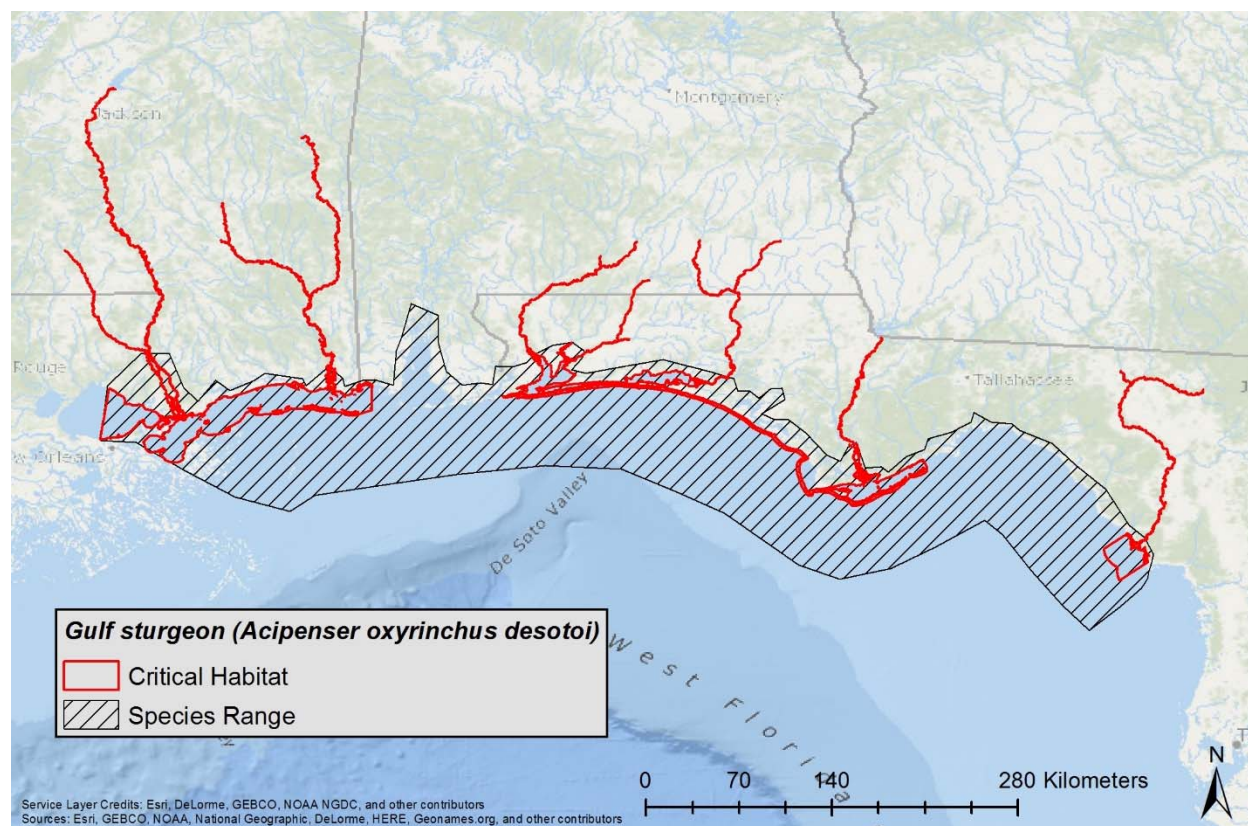 Montgomery
Jackson
Rouge
Tallahassee
J
w Orleans
De Soto Valley
West Florida
Gulf sturgeon (Acipenser oxyrinchus desotoi)
Critical Habitat
Species Range
T
N
0 70 140 280 Kilometers
Service Layer Credits: Esri, DeLorme, GEBCO, NOAA NGDC, and other contributors
Sources: Esri, GEBCO, NOAA, National Geographic, DeLorme, HERE, Geonames.org, and other contributors